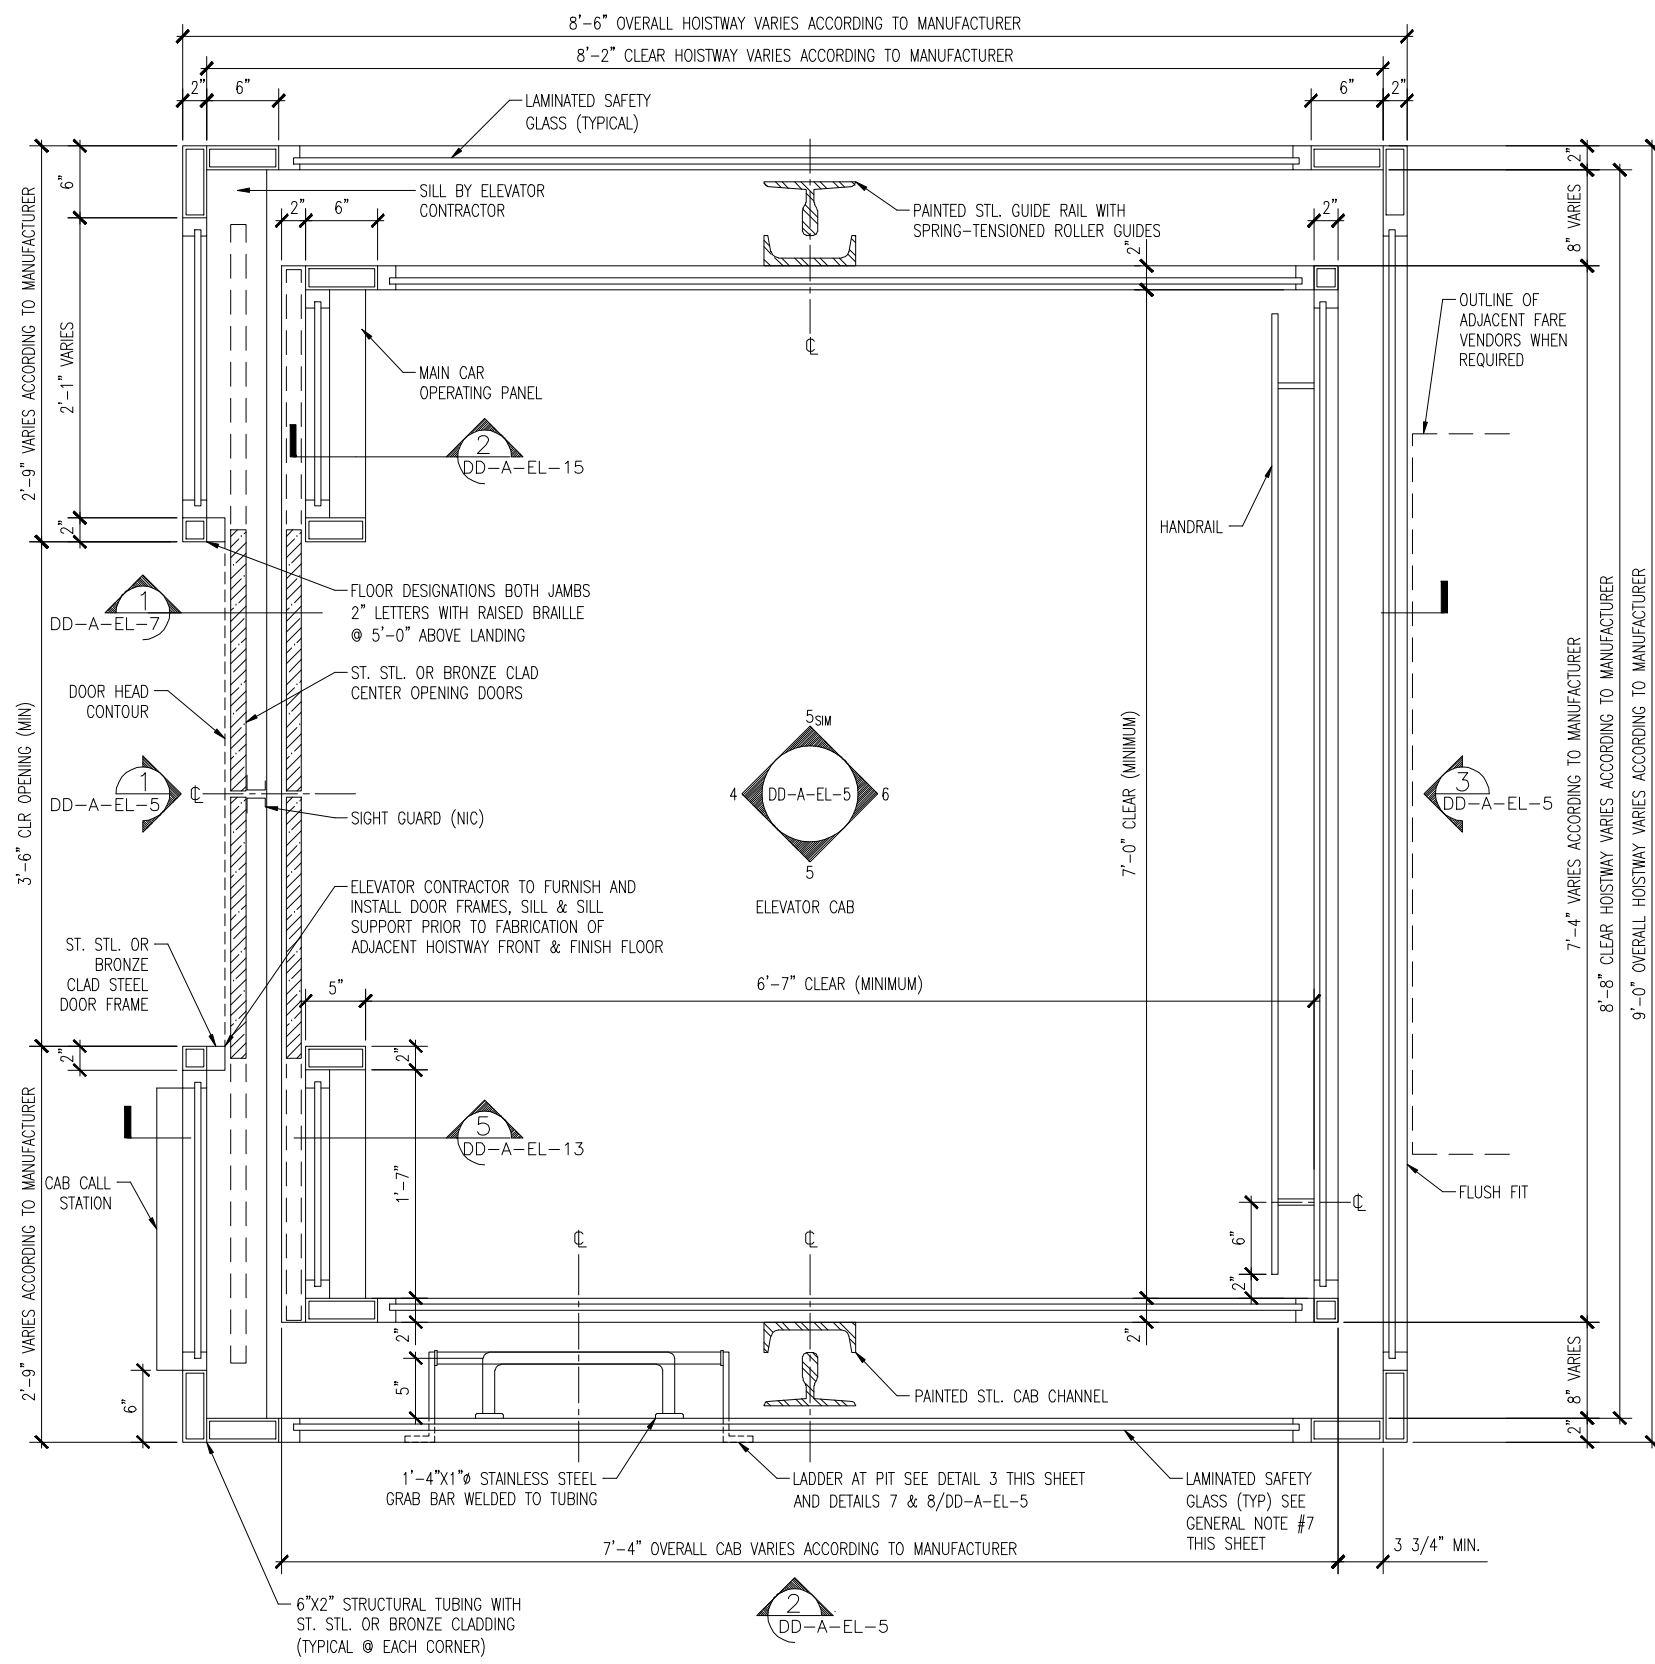 8'-6" OVERALL HOISTWAY VARIES ACCORDING TO MANUFACTURER
8'-2" CLEAR HOISTWAY VARIES ACCORDING TO MANUFACTURER
2"
6"
6"
2"
LAMINATED SAFETY
GLASS (TYPICAL)
6"
2"
8" VARIES
SILL BY ELEVATOR
CONTRACTOR
2"
6"
PAINTED STL. GUIDE RAIL WITH
SPRING-TENSIONED ROLLER GUIDES
2"
2"
2'-9" VARIES ACCORDING TO MANUFACTURER
2'-1" VARIES
2"
℄
OUTLINE OF
ADJACENT FARE
VENDORS WHEN
REQUIRED
MAIN CAR
OPERATING PANEL
2
DD-A-EL-15
HANDRAIL
1
DD-A-EL-7
FLOOR DESIGNATIONS BOTH JAMBS
2" LETTERS WITH RAISED BRAILLE
@ 5'-0" ABOVE LANDING
ST. STL. OR BRONZE CLAD
CENTER OPENING DOORS
DOOR HEAD
CONTOUR
3'-6" CLR OPENING (MIN)
1
DD-A-EL-5
℄
SIGHT GUARD (NIC)
5SIM
4
DD-A-EL-5
6
5
ELEVATOR CAB
7'-0" CLEAR (MINIMUM)
3
DD-A-EL-5
7'-4" VARIES ACCORDING TO MANUFACTURER
8'-8" CLEAR HOISTWAY VARIES ACCORDING TO MANUFACTURER
9'-0" OVERALL HOISTWAY VARIES ACCORDING TO MANUFACTURER
ELEVATOR CONTRACTOR TO FURNISH AND
INSTALL DOOR FRAMES, SILL & SILL
SUPPORT PRIOR TO FABRICATION OF
ADJACENT HOISTWAY FRONT & FINISH FLOOR
ST. STL. OR
BRONZE
CLAD STEEL
DOOR FRAME
5"
6'-7" CLEAR (MINIMUM)
2"
2"
5
DD-A-EL-13
1'-7"
CAB CALL
STATION
2'-9" VARIES ACCORDING TO MANUFACTURER
FLUSH FIT
℄
6"
2"
℄
℄
2"
5"
2"
8" VARIES
2"
6"
PAINTED STL. CAB CHANNEL
1'-4"X1"ø STAINLESS STEEL
GRAB BAR WELDED TO TUBING
LADDER AT PIT SEE DETAIL 3 THIS SHEET
AND DETAILS 7 & 8/DD-A-EL-5
LAMINATED SAFETY
GLASS (TYP) SEE
GENERAL NOTE #7
THIS SHEET
7'-4" OVERALL CAB VARIES ACCORDING TO MANUFACTURER
3 3/4" MIN.
6"X2" STRUCTURAL TUBING WITH
ST. STL. OR BRONZE CLADDING
(TYPICAL @ EACH CORNER)
2
DD-A-EL-5